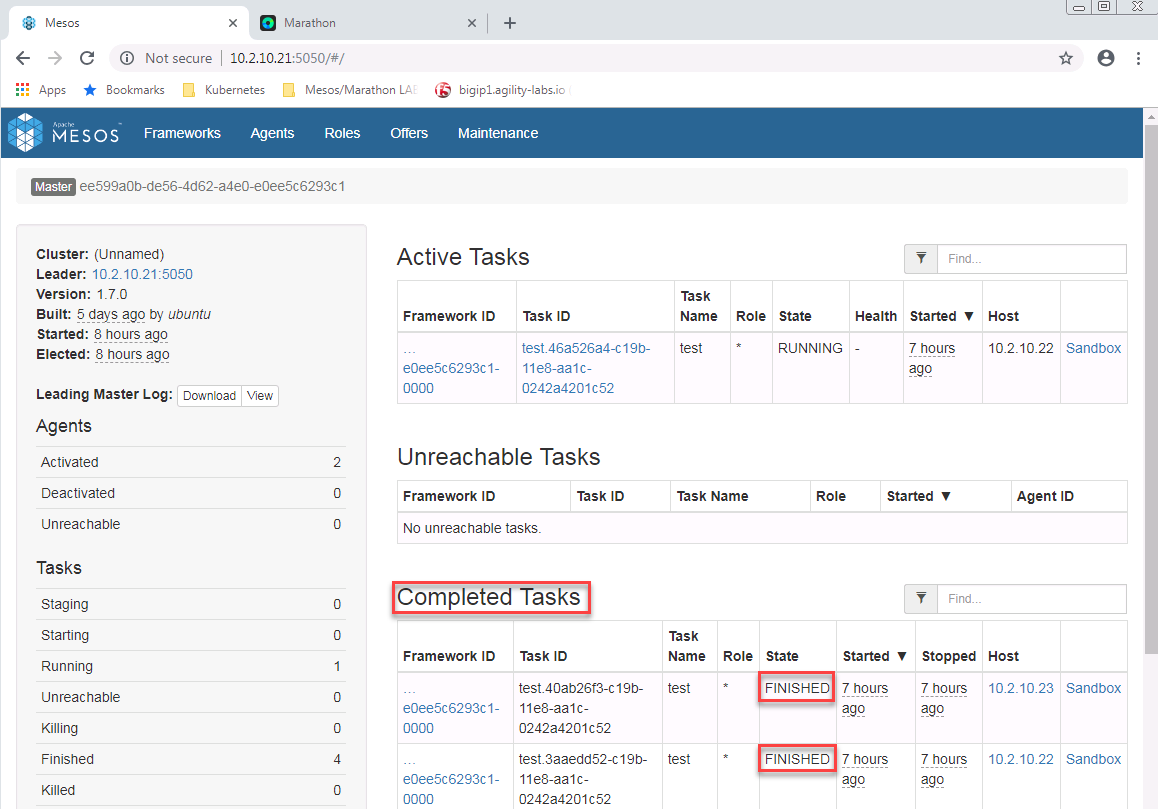 Mesos
Marathon
Not secure 10.2.10.21:5050/#/
Apps Bookmarks Kubernetes Mesos/Marathon LA bigip1.agility-labs.io
Apache
MESOS™ Frameworks Agents Roles Offers Maintenance
Master ee599a0b-de56-4d62-a4e0-e0ee5c6293c1
Cluster: (Unnamed)
Leader: 10.2.10.21:5050
Version: 1.7.0
Built: 5 days ago by ubuntu
Started: 8 hours ago
Elected: 8 hours ago
Leading Master Log: Download View
Agents
Activated 2
Deactivated 0
Unreachable 0
Tasks
Staging 0
Starting 0
Running 1
Unreachable 0
Killing 0
Finished 4
Killed 0
Active Tasks
Find...
Framework ID Task ID Task Name Role State Health Started ▼ Host
…e0ee5c6293c1-0000 test.46a526a4-c19b-11e8-aa1c-0242a4201c52 test * RUNNING - 7 hours ago 10.2.10.22 Sandbox
Unreachable Tasks
Framework ID Task ID Task Name Role Started ▼ Agent ID
No unreachable tasks.
Completed Tasks
Find...
Framework ID Task ID Task Name Role State Started ▼ Stopped Host
…e0ee5c6293c1-0000 test.40ab26f3-c19b-11e8-aa1c-0242a4201c52 test * FINISHED 7 hours ago 7 hours ago 10.2.10.23 Sandbox
…e0ee5c6293c1-0000 test.3aaedd52-c19b-11e8-aa1c-0242a4201c52 test * FINISHED 7 hours ago 7 hours ago 10.2.10.22 Sandbox